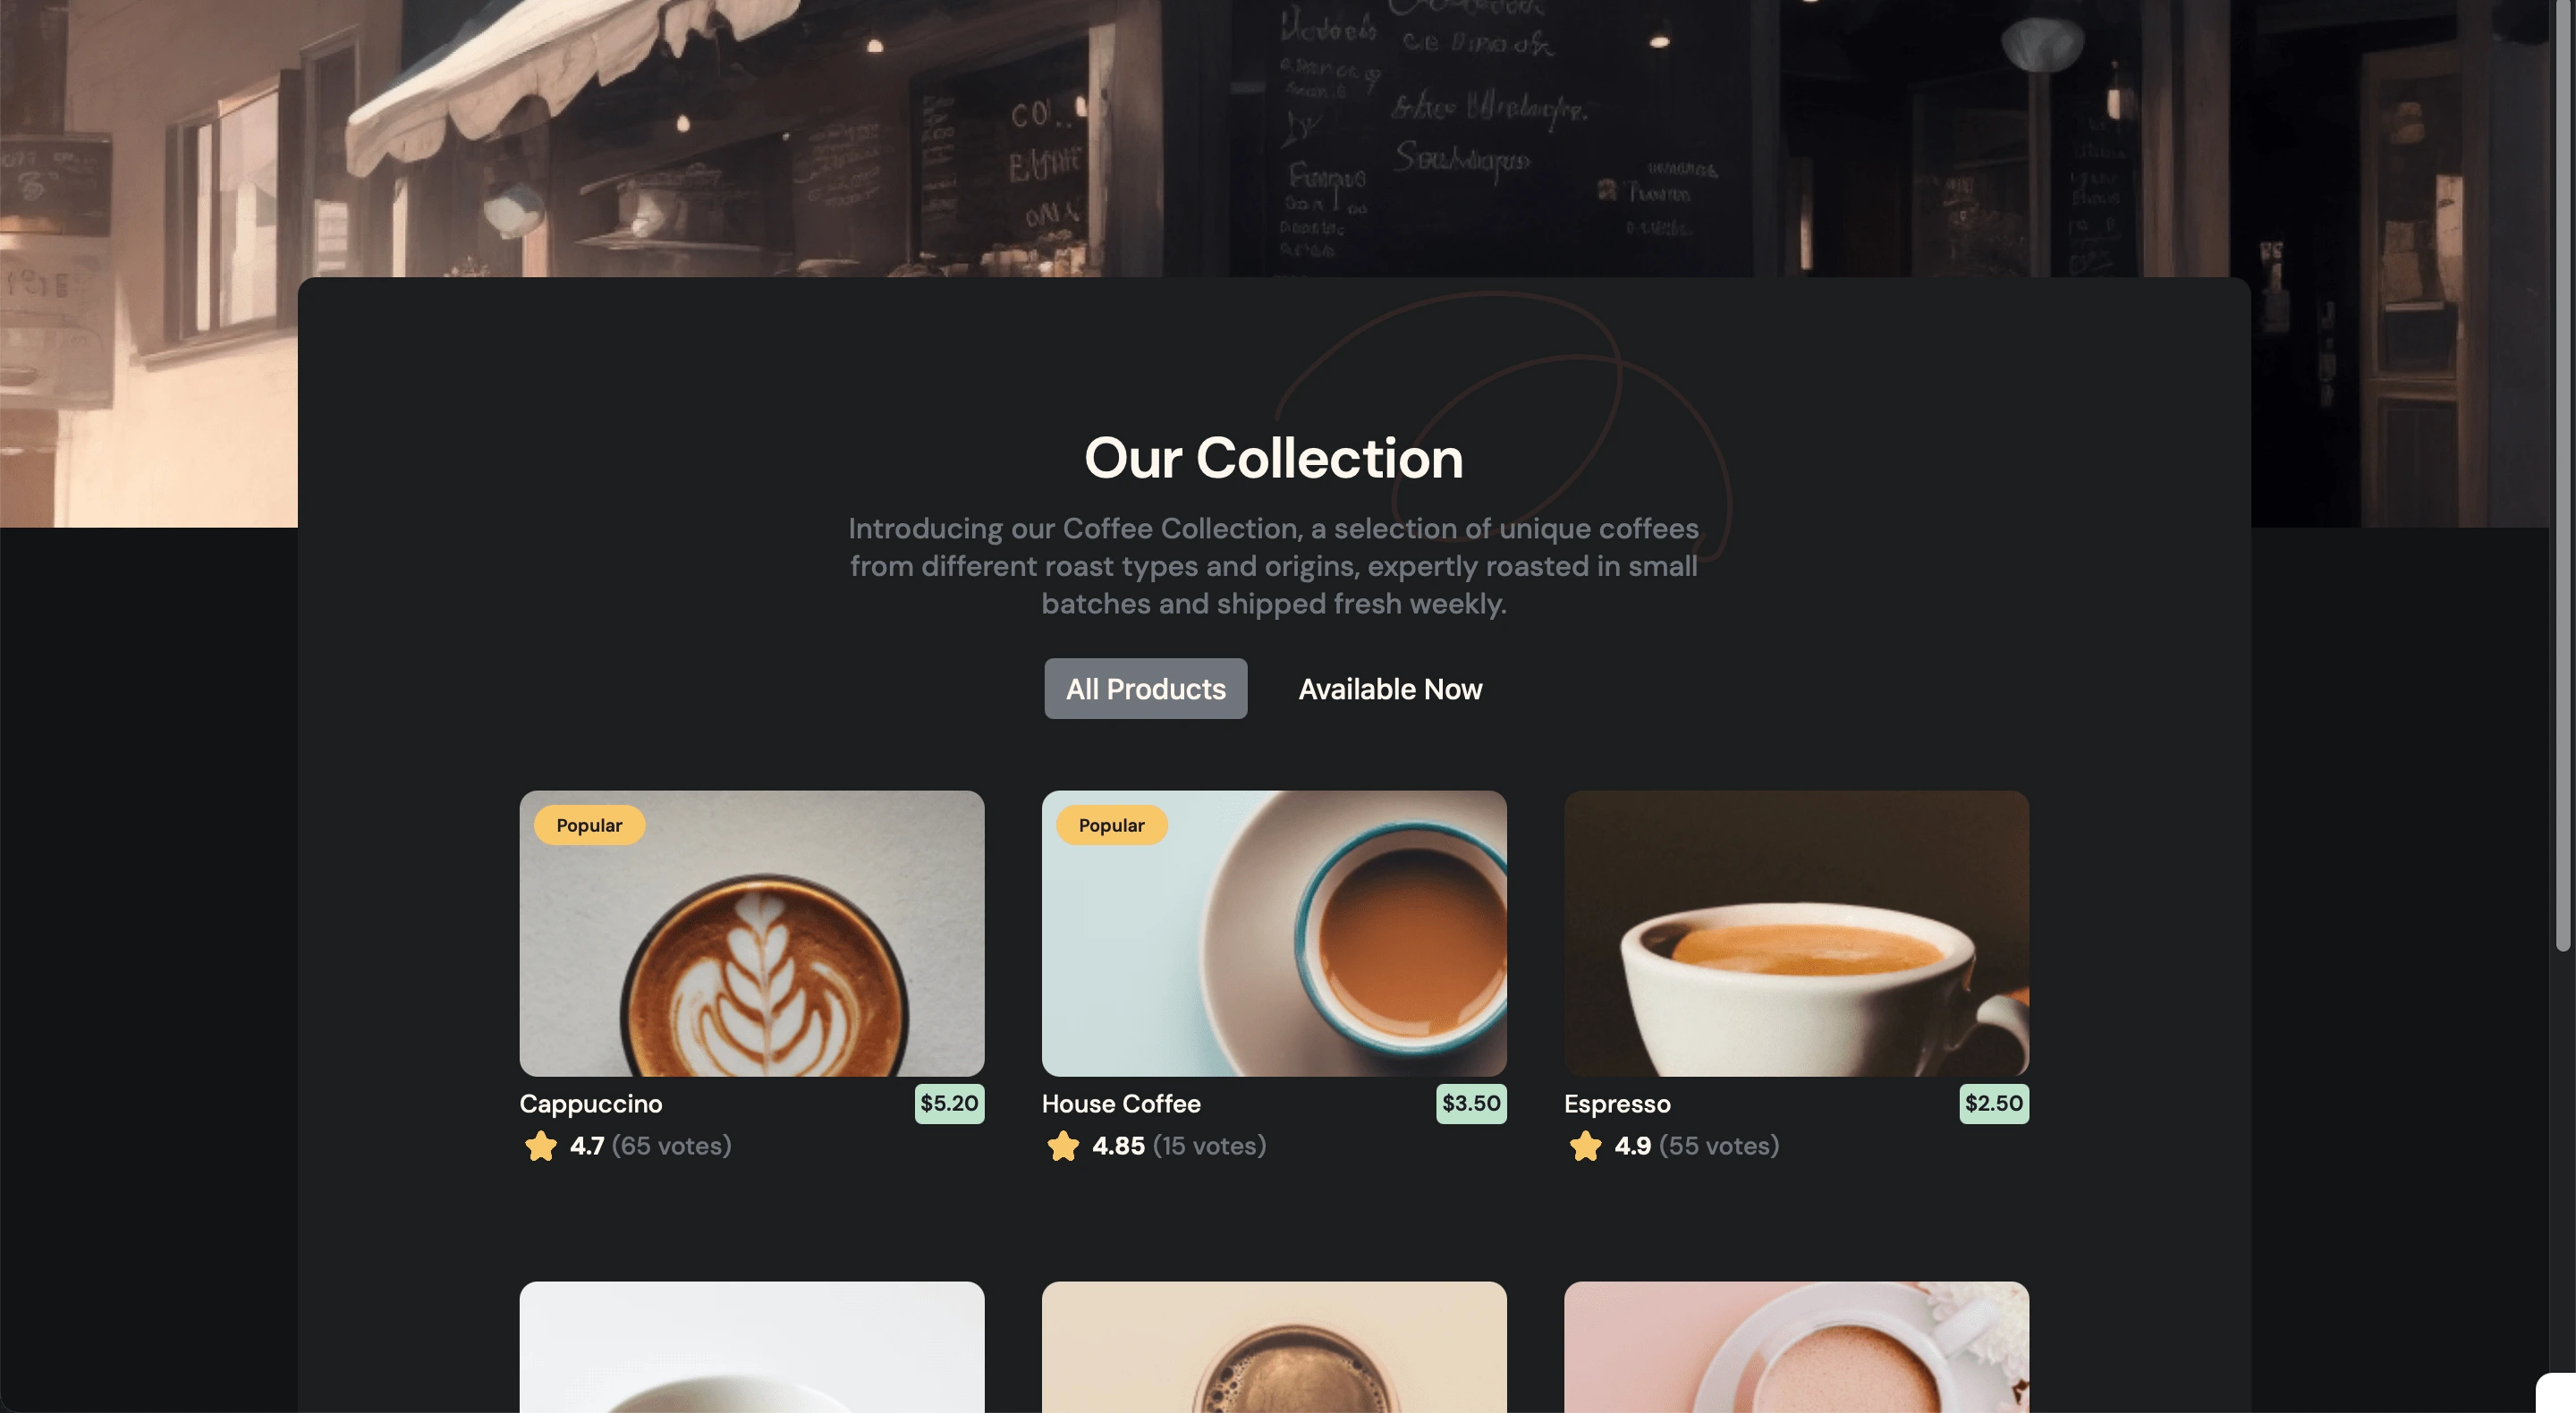 Our Collection
Introducing our Coffee Collection, a selection of unique coffees
from different roast types and origins, expertly roasted in small
batches and shipped fresh weekly.
All Products
Available Now
Popular
Popular
Cappuccino
$5.20
4.7 (65 votes)
House Coffee
$3.50
4.85 (15 votes)
Espresso
$2.50
4.9 (55 votes)